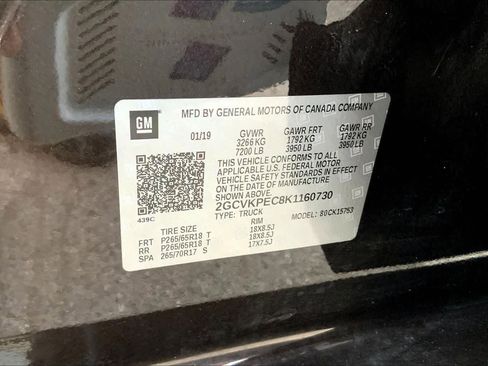 GM
MFD BY GENERAL MOTORS OF CANADA COMPANY
01/19 GVWR GAWR FRT GAWR RR
3266 KG 1792 KG 1792 KG
7200 LB 3950 LB 3950 LB
THIS VEHICLE CONFORMS TO ALL
APPLICABLE U.S. FEDERAL MOTOR
VEHICLE SAFETY STANDARDS IN EFFECT
ON THE DATE OF MANUFACTURE
SHOWN ABOVE.
2GCVKPEC8K1160730
439C TYPE: TRUCK MODEL:
TIRE SIZE RIM
FRT P265/65R18 T 18X8.5J
RR P265/65R18 T 18X8.5J
SPA 265/70R17 S 17X7.5J